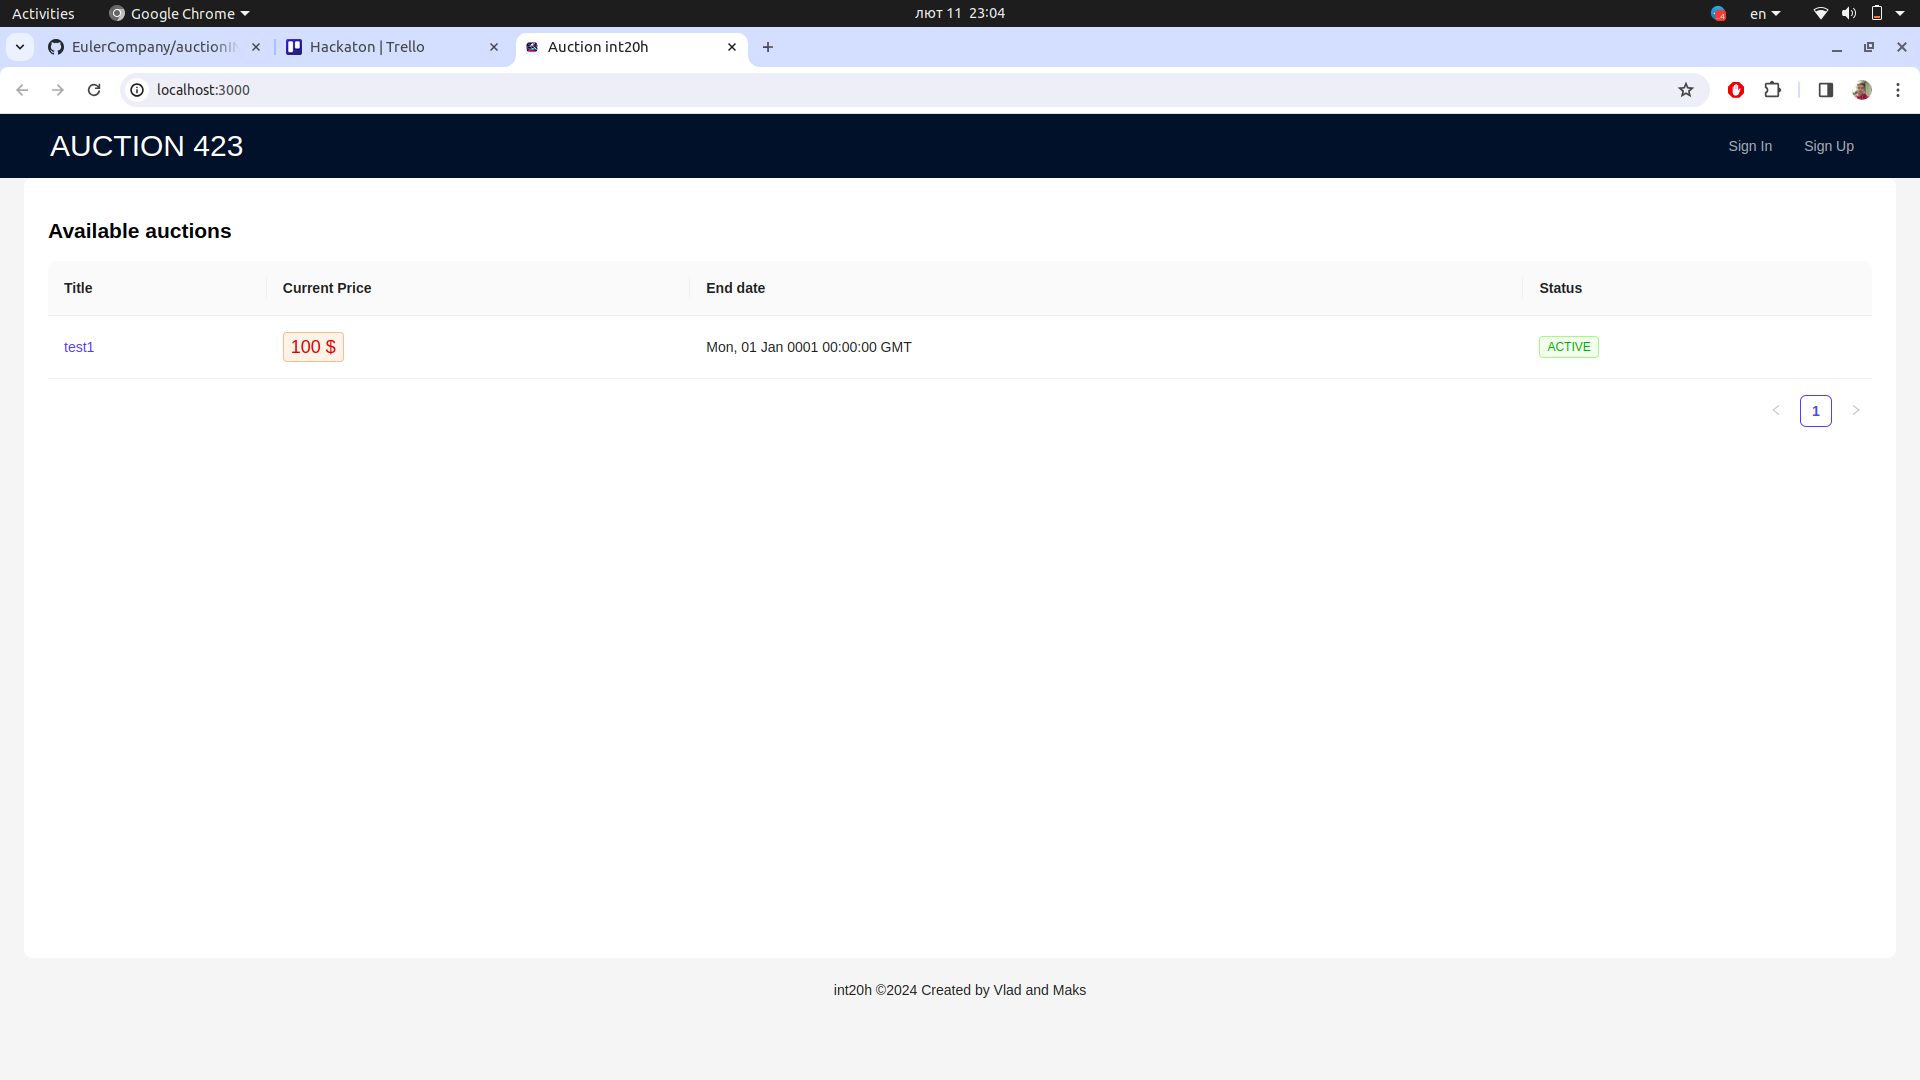 Activities Google Chrome лют 11 23:04 en
EulerCompany/auctionI Hackaton | Trello Auction int20h
localhost:3000
AUCTION 423 Sign In Sign Up
Available auctions
Title Current Price End date Status
test1 100 $ Mon, 01 Jan 0001 00:00:00 GMT ACTIVE
1
int20h ©2024 Created by Vlad and Maks